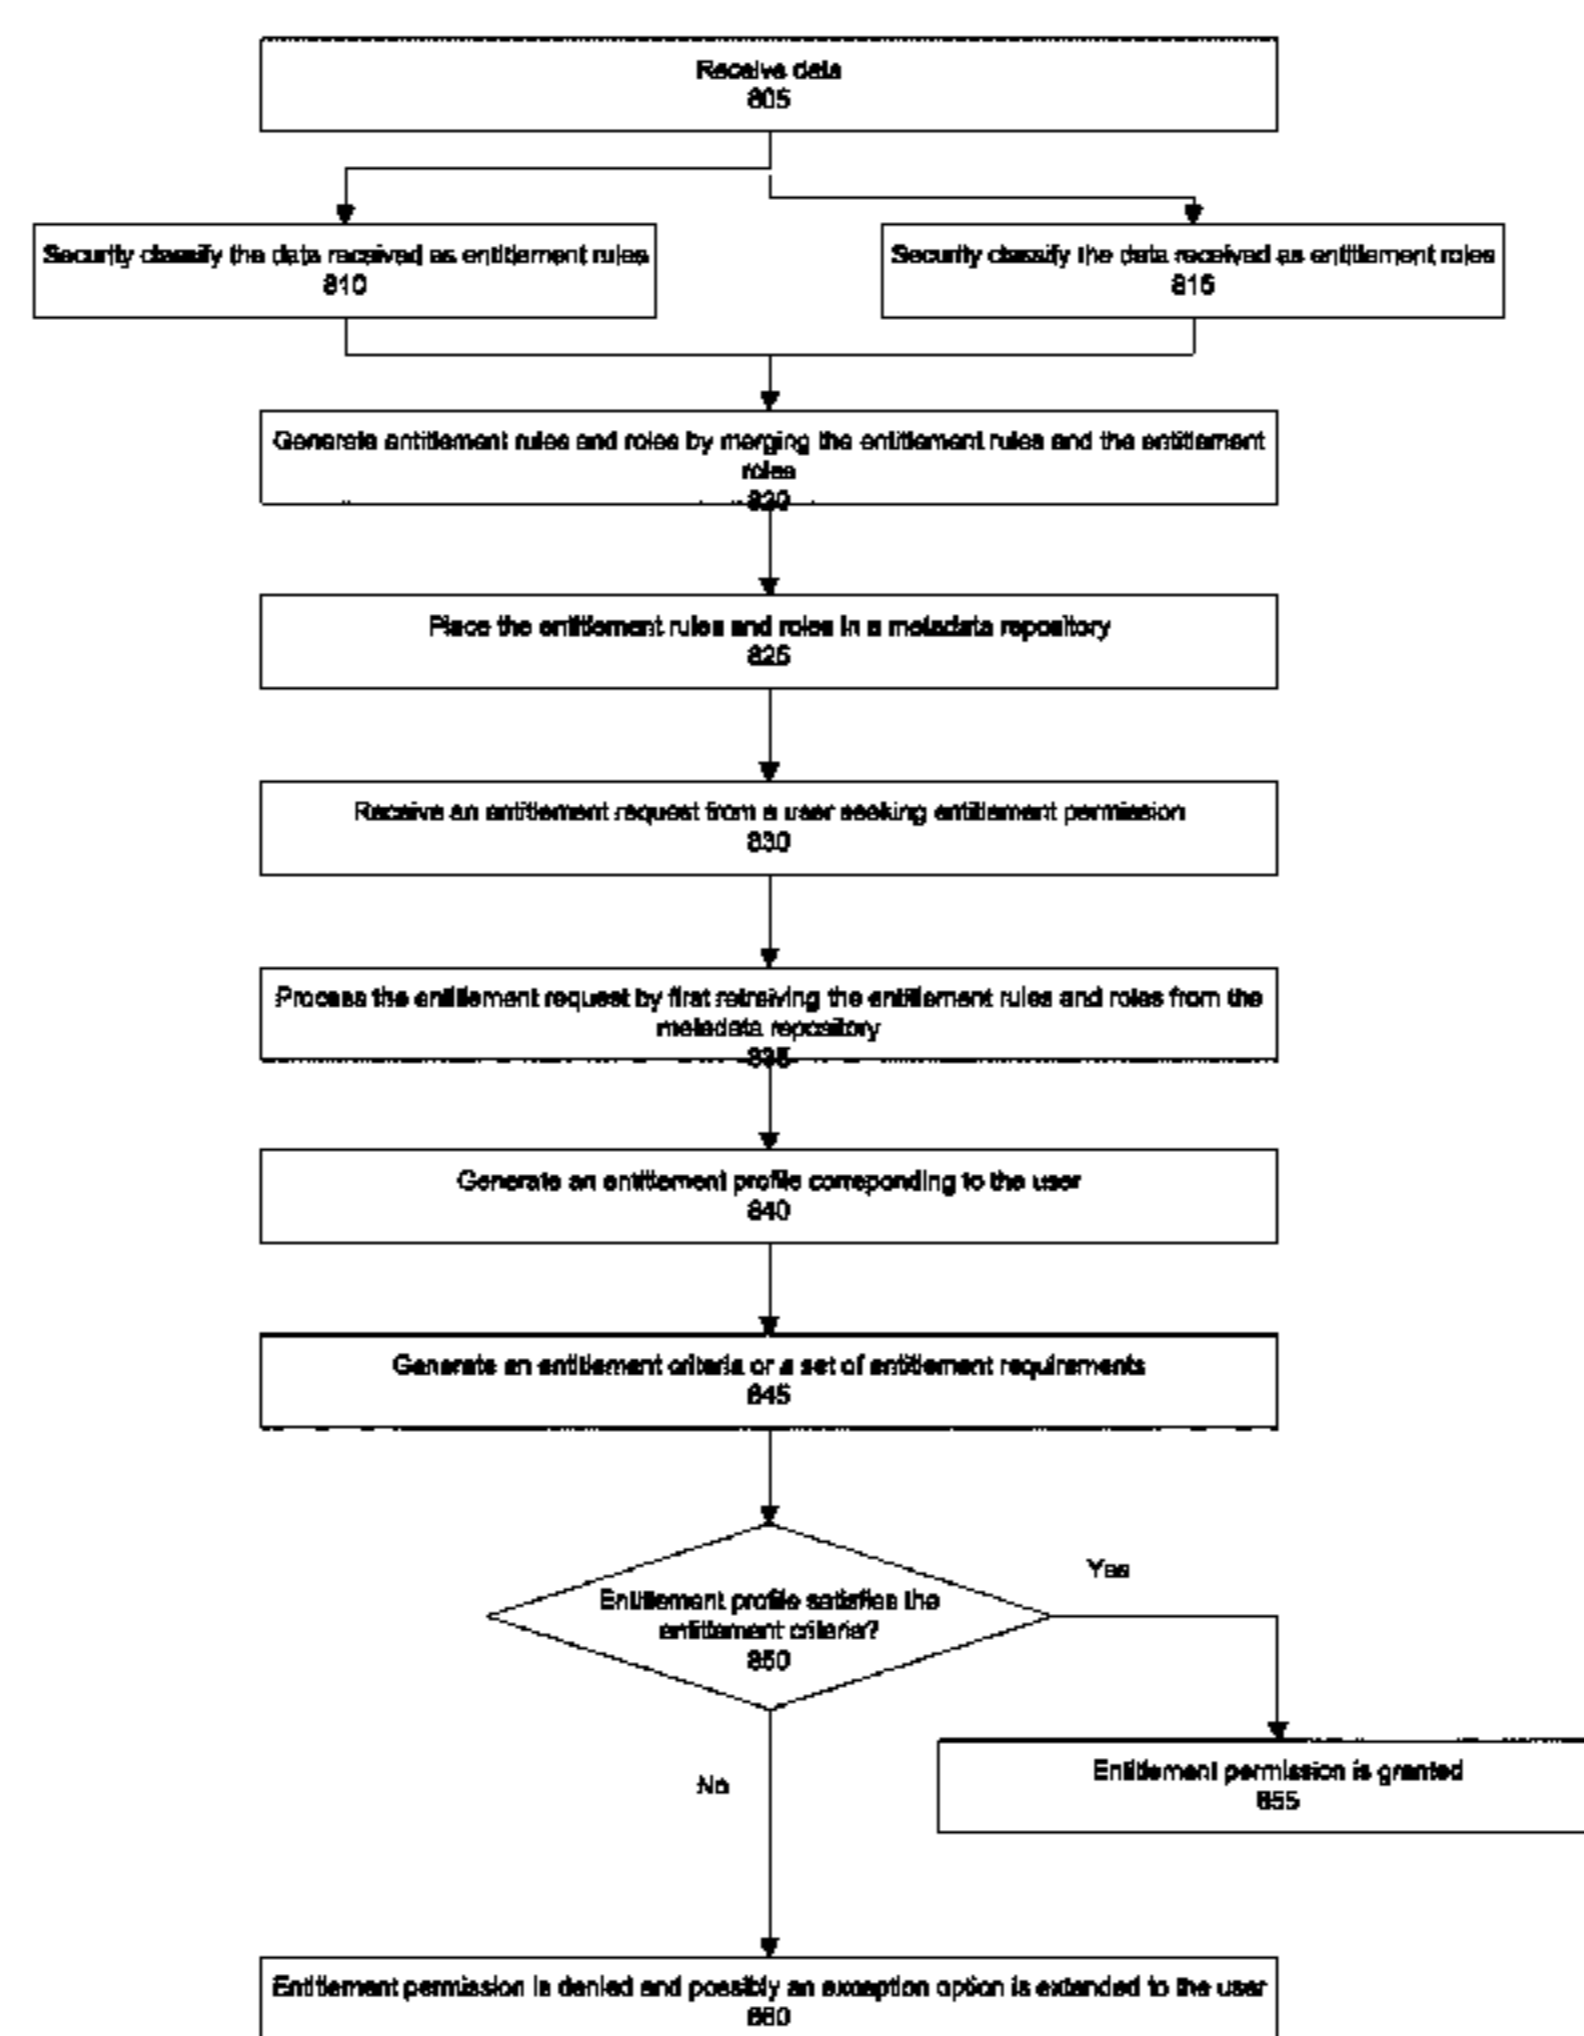 Receive data
805
Security classify the data received as entitlement rules
810
Security classify the data received as entitlement roles
815
Generate entitlement rules and roles by merging the entitlement rules and the entitlement
roles
820
Place the entitlement rules and roles in a metadata repository
825
Receive an entitlement request from a user seeking entitlement permission
830
Process the entitlement request by first retreiving the entitlement rules and roles from the
metadata repository
835
Generate an entitlement profile correponding to the user
840
Generate an entitlement criteria or a set of entitlement requirements
845
Entitlement profile satisfies the
entitlement criteria?
850
Yes
No
Entitlement permission is granted
855
Entitlement permission is denied and possibly an exception option is extended to the user
860